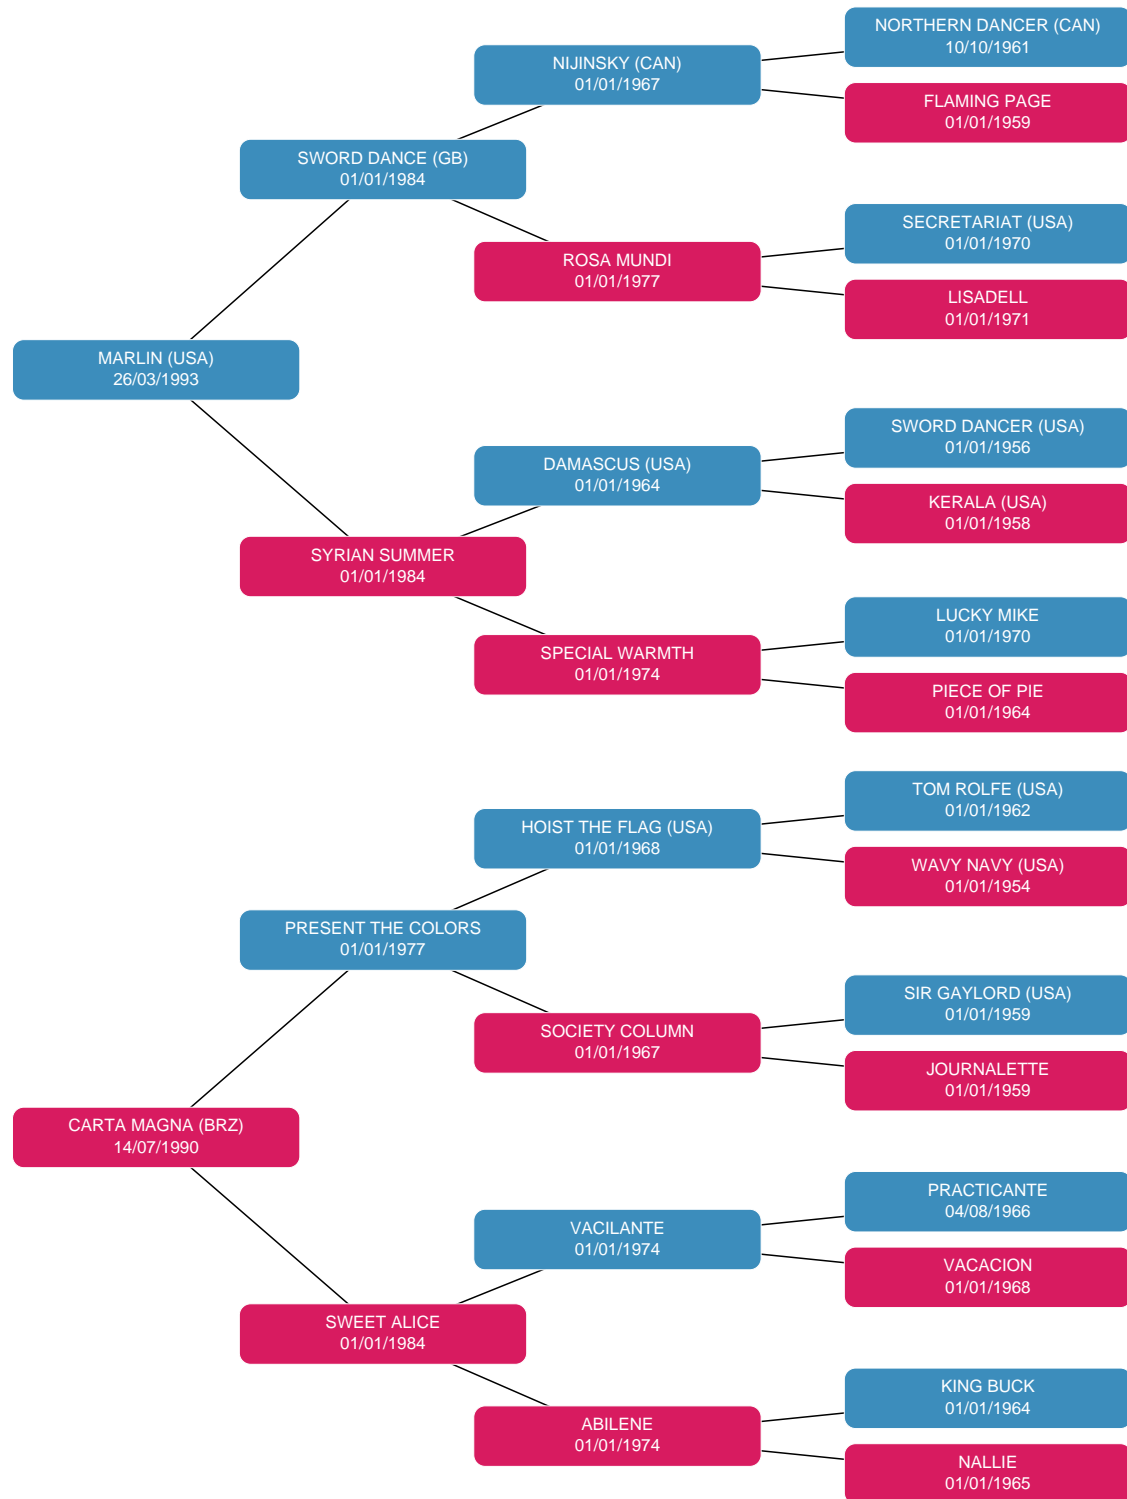 NORTHERN DANCER (CAN)
10/10/1961
NIJINSKY (CAN)
01/01/1967
FLAMING PAGE
01/01/1959
SWORD DANCE (GB)
01/01/1984
SECRETARIAT (USA)
01/01/1970
ROSA MUNDI
01/01/1977
LISADELL
01/01/1971
MARLIN (USA)
26/03/1993
SWORD DANCER (USA)
01/01/1956
DAMASCUS (USA)
01/01/1964
KERALA (USA)
01/01/1958
SYRIAN SUMMER
01/01/1984
LUCKY MIKE
01/01/1970
SPECIAL WARMTH
01/01/1974
PIECE OF PIE
01/01/1964
TOM ROLFE (USA)
01/01/1962
HOIST THE FLAG (USA)
01/01/1968
WAVY NAVY (USA)
01/01/1954
PRESENT THE COLORS
01/01/1977
SIR GAYLORD (USA)
01/01/1959
SOCIETY COLUMN
01/01/1967
JOURNALETTE
01/01/1959
CARTA MAGNA (BRZ)
14/07/1990
PRACTICANTE
04/08/1966
VACILANTE
01/01/1974
VACACION
01/01/1968
SWEET ALICE
01/01/1984
KING BUCK
01/01/1964
ABILENE
01/01/1974
NALLIE
01/01/1965